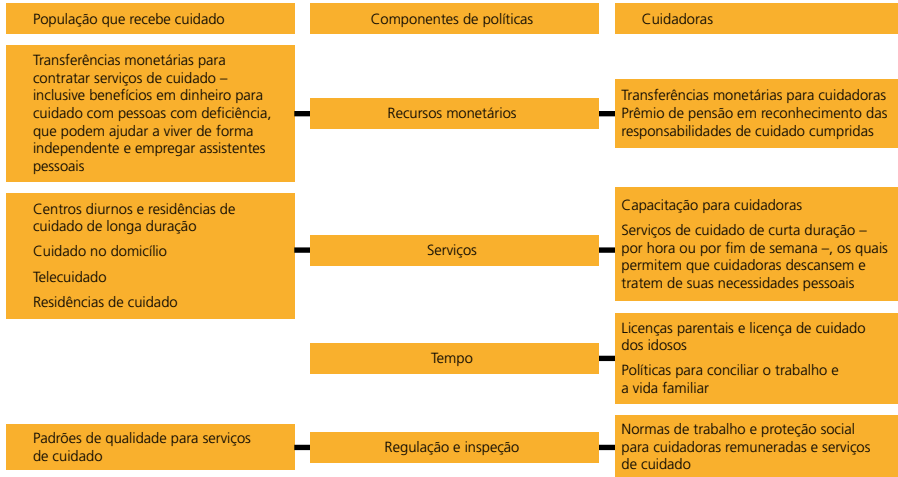 População que recebe cuidado
Componentes de políticas
Cuidadoras
Transferências monetárias para
contratar serviços de cuidado –
inclusive benefícios em dinheiro para
cuidado com pessoas com deficiência,
que podem ajudar a viver de forma
independente e empregar assistentes
pessoais
Recursos monetários
Transferências monetárias para cuidadoras
Prêmio de pensão em reconhecimento das
responsabilidades de cuidado cumpridas
Centros diurnos e residências de
cuidado de longa duração
Cuidado no domicílio
Telecuidado
Residências de cuidado
Serviços
Capacitação para cuidadoras
Serviços de cuidado de curta duração –
por hora ou por fim de semana –, os quais
permitem que cuidadoras descansem e
tratem de suas necessidades pessoais
Tempo
Licenças parentais e licença de cuidado
dos idosos
Políticas para conciliar o trabalho e
a vida familiar
Padrões de qualidade para serviços
de cuidado
Regulação e inspeção
Normas de trabalho e proteção social
para cuidadoras remuneradas e serviços
de cuidado